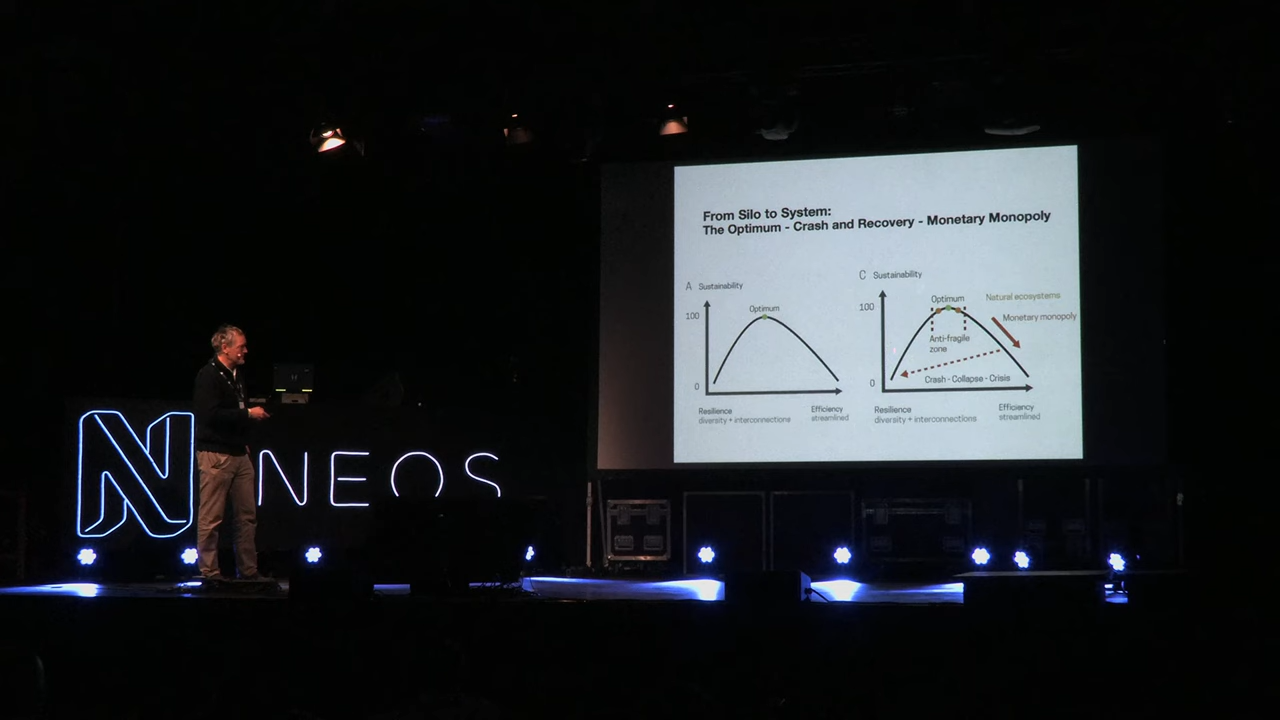 From Silo to System:
The Optimum - Crash and Recovery - Monetary Monopoly
A Sustainability
100
Optimum
0
Resilience
diversity + interconnections
Efficiency
streamlined
C Sustainability
100
Optimum
Natural ecosystems
Monetary monopoly
Anti-fragile
zone
Crash - Collapse - Crisis
0
Resilience
diversity + interconnections
Efficiency
streamlined
N NEOS